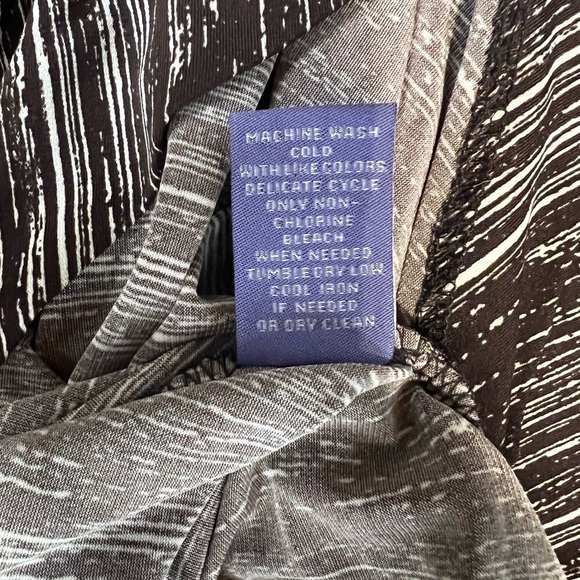 MACHINE WASH
COLD
WITH LIKE COLORS
DELICATE CYCLE
ONLY NON-
CHLORINE
BLEACH
WHEN NEEDED
TUMBLE DRY LOW
COOL IRON
IF NEEDED
OR DRY CLEAN